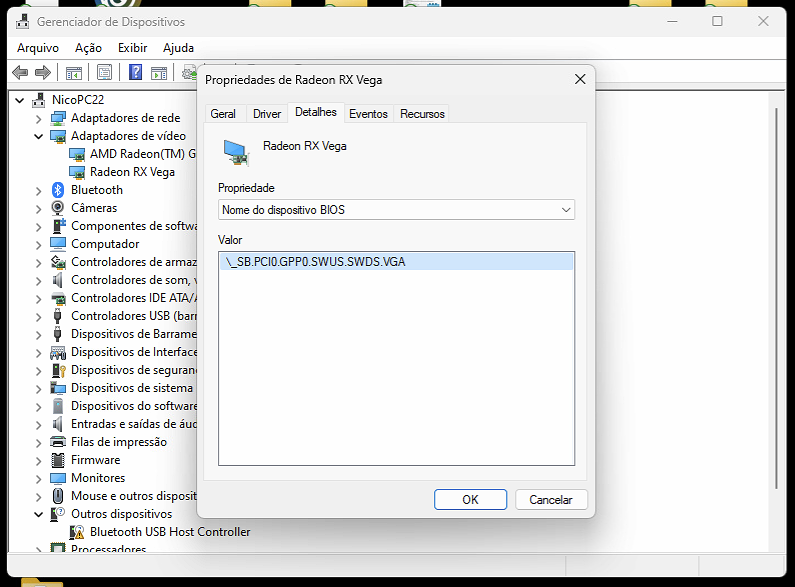 Gerenciador de Dispositivos
Arquivo Ação Exibir Ajuda
NicoPC22
Adaptadores de rede
Adaptadores de vídeo
AMD Radeon(TM) G
Radeon RX Vega
Bluetooth
Câmeras
Componentes de softwa
Computador
Controladores de armaz
Controladores de som, v
Controladores IDE ATA/A
Controladores USB (barr
Dispositivos de Barrame
Dispositivos de Interface
Dispositivos de seguran
Dispositivos de sistema
Dispositivos do software
Entradas e saídas de áud
Filas de impressão
Firmware
Monitores
Mouse e outros disposit
Outros dispositivos
Bluetooth USB Host Controller
Processadores
Propriedades de Radeon RX Vega
Geral Driver Detalhes Eventos Recursos
Radeon RX Vega
Propriedade
Nome do dispositivo BIOS
Valor
\_SB.PCI0.GPP0.SWUS.SWDS.VGA
OK Cancelar